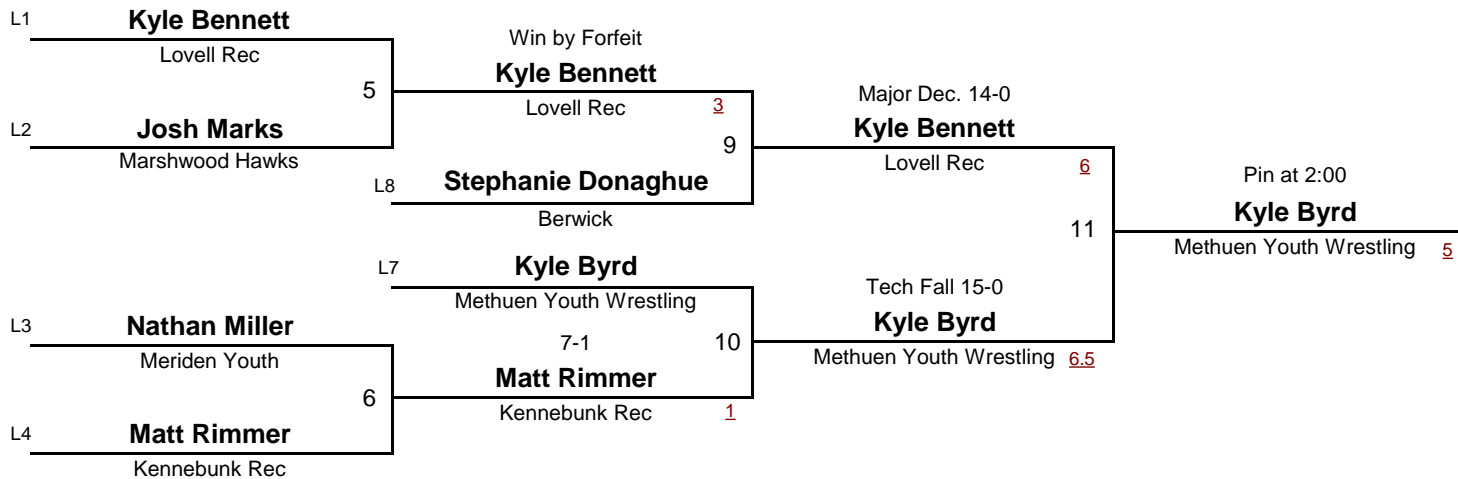 L1
Kyle Bennett
Lovell Rec
5
L2
Josh Marks
Marshwood Hawks
Win by Forfeit
Kyle Bennett
Lovell Rec
3
9
L8
Stephanie Donaghue
Berwick
Major Dec. 14-0
Kyle Bennett
Lovell Rec
6
11
Pin at 2:00
Kyle Byrd
Methuen Youth Wrestling
5
L7
Kyle Byrd
Methuen Youth Wrestling
Tech Fall 15-0
Kyle Byrd
Methuen Youth Wrestling
6.5
10
L3
Nathan Miller
Meriden Youth
6
7-1
Matt Rimmer
Kennebunk Rec
1
L4
Matt Rimmer
Kennebunk Rec